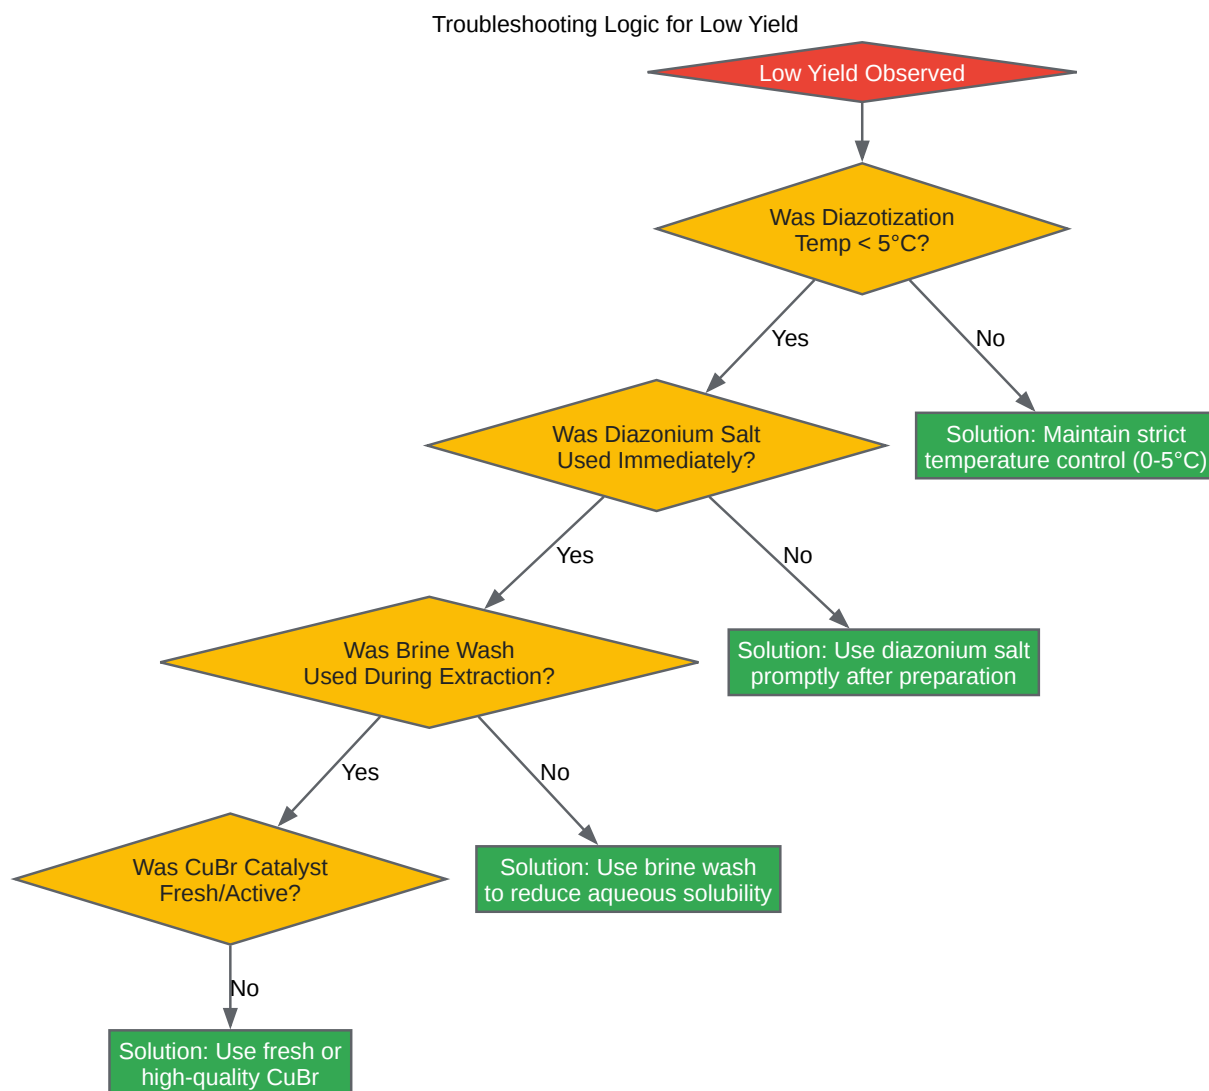 Troubleshooting Logic for Low Yield
Low Yield Observed
Was Diazotization
Temp < 5°C?
Yes
No
Was Diazonium Salt
Used Immediately?
Solution: Maintain strict
temperature control (0-5°C)
Yes
No
Was Brine Wash
Used During Extraction?
Solution: Use diazonium salt
promptly after preparation
Yes
No
Was CuBr Catalyst
Fresh/Active?
Solution: Use brine wash
to reduce aqueous solubility
No
Solution: Use fresh or
high-quality CuBr